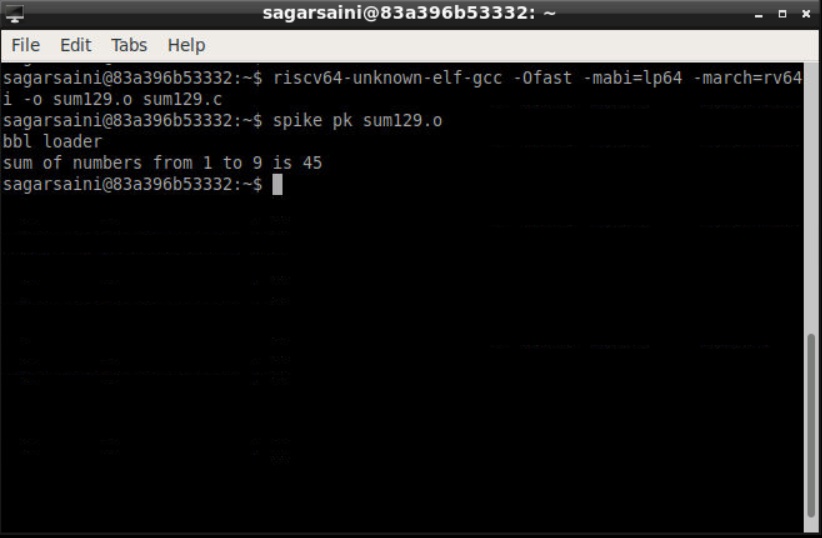 sagarsaini@83a396b53332: ~
File Edit Tabs Help
sagarsaini@83a396b53332:~$ riscv64-unknown-elf-gcc -Ofast -mabi=lp64 -march=rv64
i -o sum129.o sum129.c
sagarsaini@83a396b53332:~$ spike pk sum129.o
bbl loader
sum of numbers from 1 to 9 is 45
sagarsaini@83a396b53332:~$